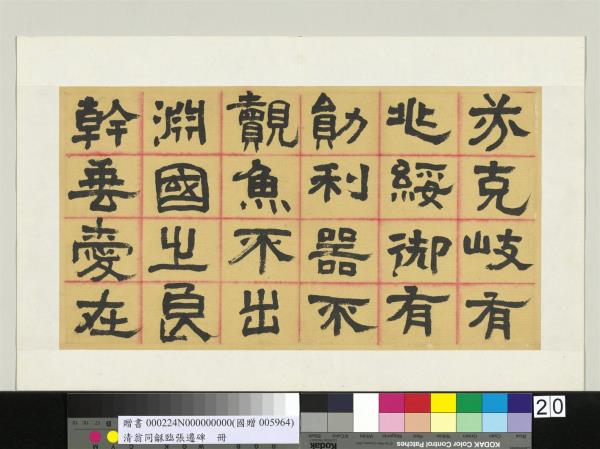 芬克岐有
兆綏御有
勛利器不
覿魚不出
淵國之良
幹垂愛在
贈書 000224N000000000(國贈 005964)
清翁同龢臨張遷碑 冊
Kodak
Color Control Patches
20